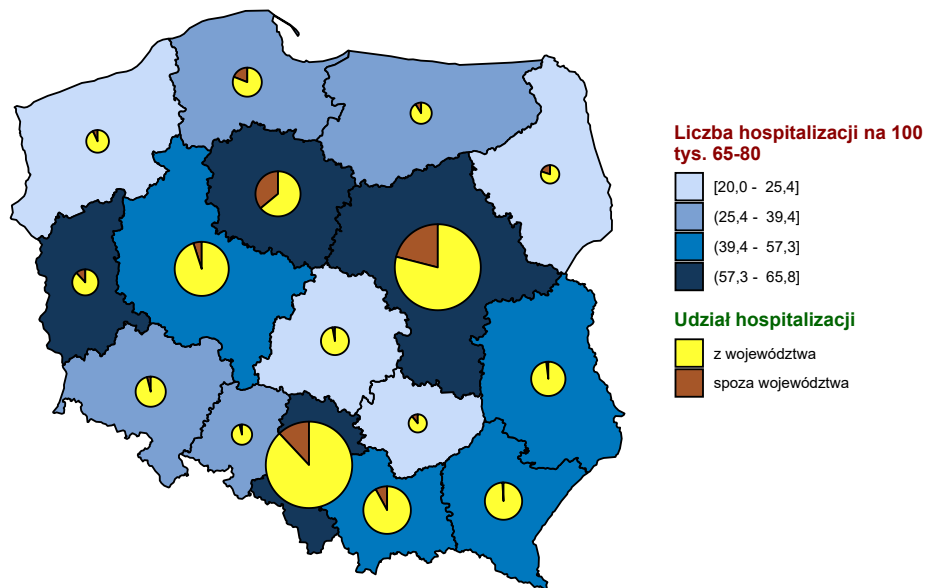 Liczba hospitalizacji na 100
tys. 65-80
[20,0 - 25,4]
(25,4 - 39,4]
(39,4 - 57,3]
(57,3 - 65,8]
Udział hospitalizacji
z województwa
spoza województwa